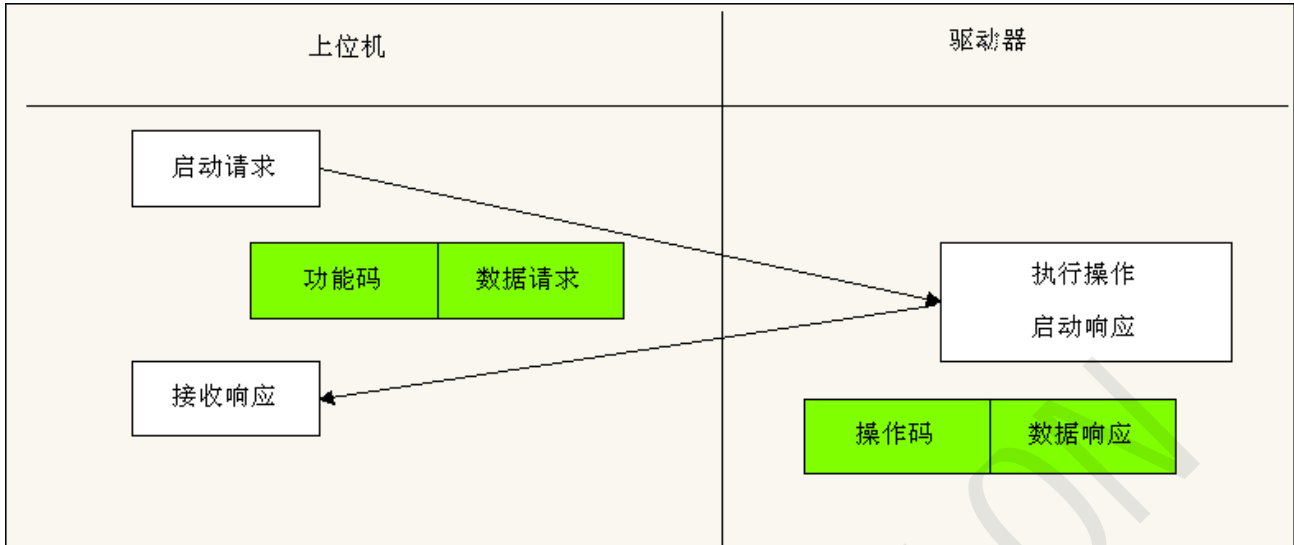 上位机
驱动器
启动请求
功能码
数据请求
执行操作
启动响应
接收响应
操作码
数据响应
ON